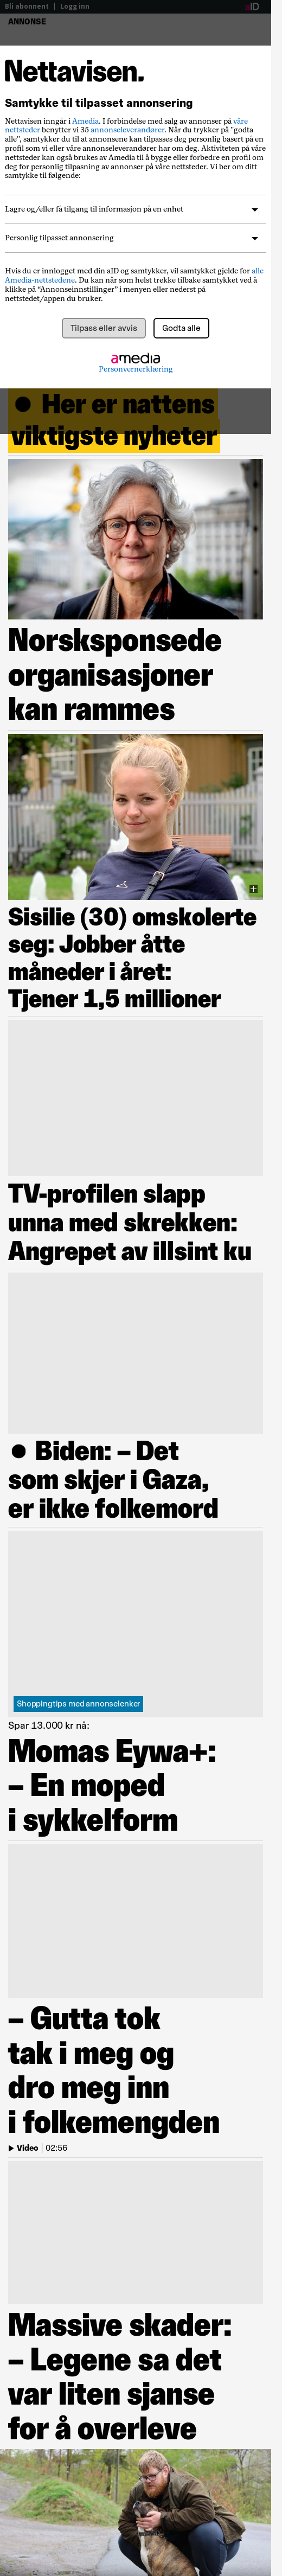 Bli abonnent | Logg inn
aID
ANNONSE
Nettavisen.
Samtykke til tilpasset annonsering
Nettavisen inngår i Amedia. I forbindelse med salg av annonser på våre
nettsteder benytter vi 35 annonseleverandører. Når du trykker på "godta
alle", samtykker du til at annonsene kan tilpasses deg personlig basert på en
profil som vi eller våre annonseleverandører har om deg. Aktiviteten på våre
nettsteder kan også brukes av Amedia til å bygge eller forbedre en profil om
deg for personlig tilpasning av annonser på våre nettsteder. Vi ber om ditt
samtykke til følgende:
Lagre og/eller få tilgang til informasjon på en enhet
Personlig tilpasset annonsering
Hvis du er innlogget med din aID og samtykker, vil samtykket gjelde for alle
Amedia-nettstedene. Du kan når som helst trekke tilbake samtykket ved å
klikke på “Annonseinnstillinger” i menyen eller nederst på
nettstedet/appen du bruker.
Tilpass eller avvis
Godta alle
amedia
Personvernerklæring
Her er nattens
viktigste nyheter
Norsksponsede
organisasjoner
kan rammes
Sisilie (30) omskolerte
seg: Jobber åtte
måneder i året:
Tjener 1,5 millioner
TV-profilen slapp
unna med skrekken:
Angrepet av illsint ku
Biden: – Det
som skjer i Gaza,
er ikke folkemord
Shoppingtips med annonselenker
Spar 13.000 kr nå:
Momas Eywa+:
– En moped
i sykkelform
– Gutta tok
tak i meg og
dro meg inn
i folkemengden
Video | 02:56
Massive skader:
– Legene sa det
var liten sjanse
for å overleve